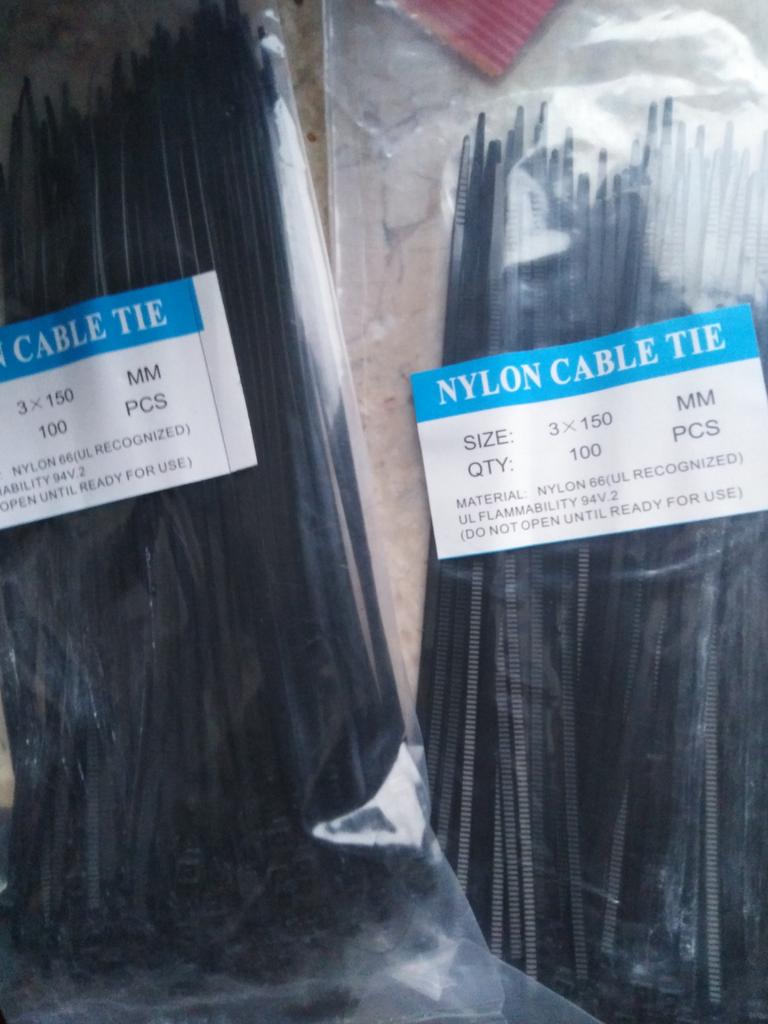 CABLE TIE
3×150 MM
100 PCS
NYLON 66(UL RECOGNIZED)
94V.2
OPEN UNTIL READY FOR USE)
NYLON CABLE TIE
SIZE: 3×150 MM
QTY: 100 PCS
MATERIAL: NYLON 66(UL RECOGNIZED)
UL FLAMMABILITY 94V.2
(DO NOT OPEN UNTIL READY FOR USE)